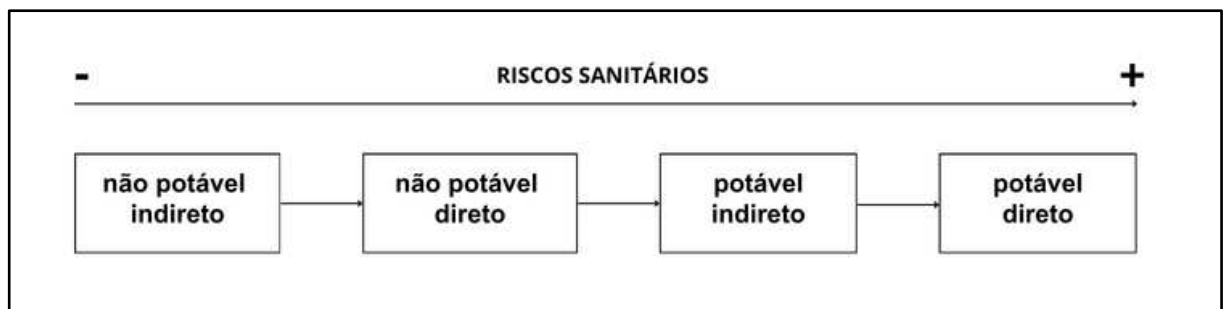 - RISCOS SANITÁRIOS +
não potável
indireto
não potável
direto
potável
indireto
potável
direto